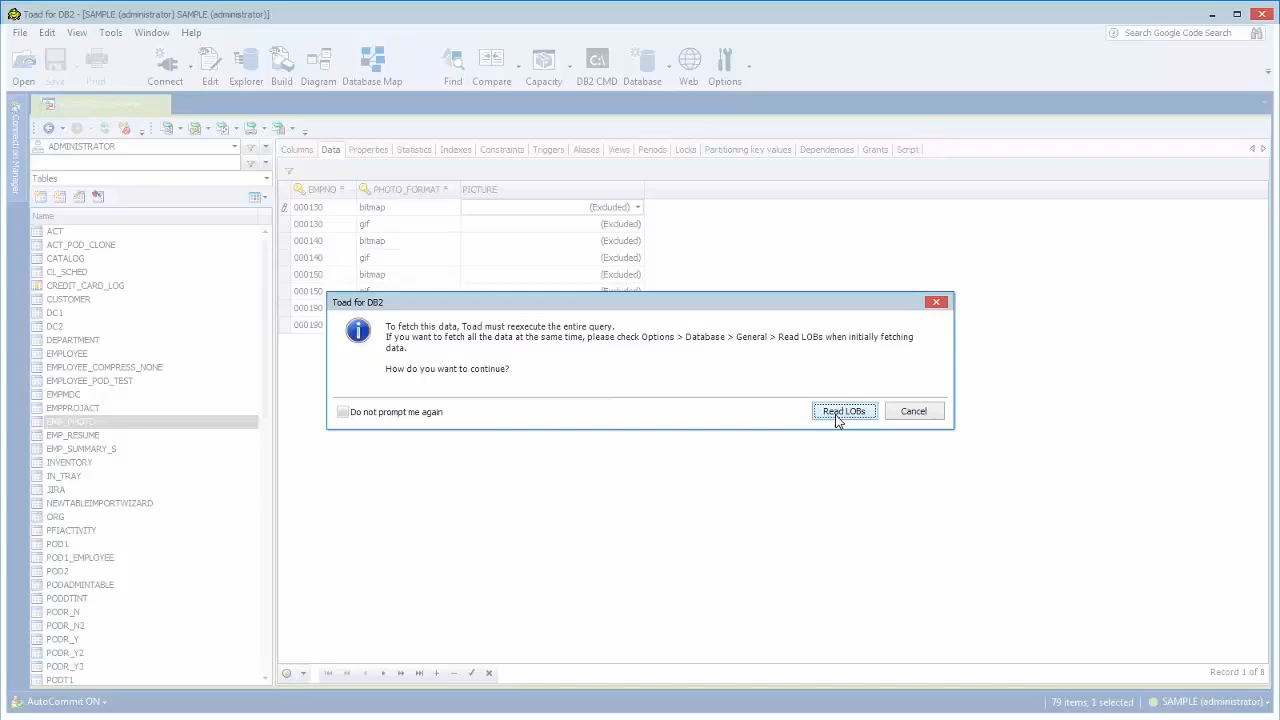 Toad for DB2 - [SAMPLE (administrator) SAMPLE (administrator)]
File Edit View Tools Window Help
Search Google Code Search
Open Save Print Connect Edit Explorer Build Diagram Database Map Find Compare Capacity DB2 CMD Database Web Options
Connection Manager
ADMINISTRATOR
Tables
Name
ACT
ACT_POD_CLONE
CATALOG
CL_SCHED
CREDIT_CARD_LOG
CUSTOMER
DC1
DC2
DEPARTMENT
EMPLOYEE
EMPLOYEE_COMPRESS_NONE
EMPLOYEE_POD_TEST
EMPMDC
EMPPROJACT
EMP_PHOTO
EMP_RESUME
EMP_SUMMARY_S
INVENTORY
IN_TRAY
JIRA
NEWTABLEIMPORTWIZARD
ORG
PFIACTIVITY
POD1
POD1_EMPLOYEE
POD2
PODADMINTABLE
PODDTINT
PODR_N
PODR_N2
PODR_Y
PODR_Y2
PODR_Y3
PODT1
Columns Data Properties Statistics Constraints Triggers Aliases Views Periods Locks Partitioning key values Dependencies Grants Script
EMPNO PHOTO_FORMAT PICTURE
000130 bitmap (Excluded)
000130 gif (Excluded)
000140 bitmap (Excluded)
000140 gif (Excluded)
000150 bitmap (Excluded)
000150 gif (Excluded)
000190
000190
Toad for DB2
To fetch this data, Toad must reexecute the entire query.
If you want to fetch all the data at the same time, please check Options > Database > General > Read LOBs when initially fetching
data.
How do you want to continue?
Do not prompt me again
Read LOBs Cancel
Record 1 of 8
AutoCommit ON
79 items, 1 selected
SAMPLE (administrator)